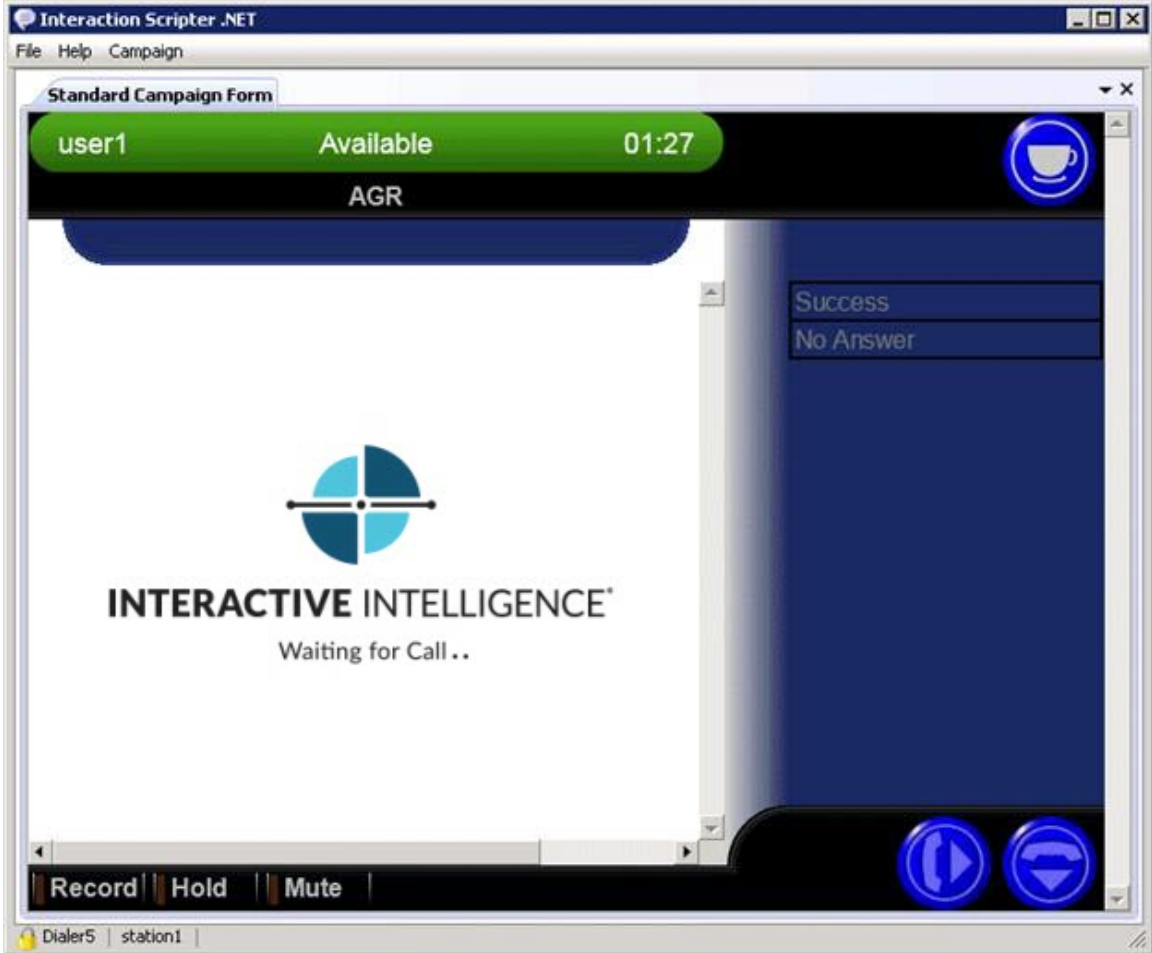 Interaction Scripter .NET
File Help Campaign
Standard Campaign Form
user1 Available 01:27
AGR
Success
No Answer
INTERACTIVE INTELLIGENCE®
Waiting for Call ..
Record Hold Mute
Dialer5 station1